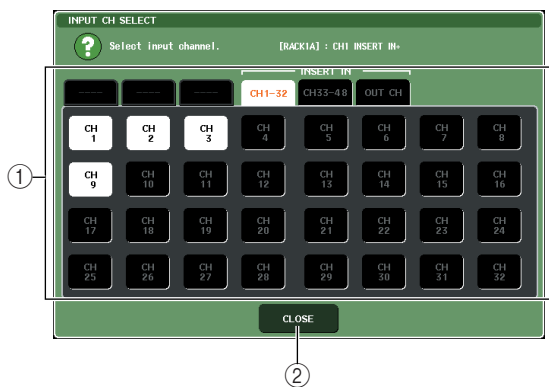 INPUT CH SELECT
? Select input channel. [RACK1A] : CH1 INSERT IN.
INSERT IN
---- ---- ---- CH1-32 CH33-48 OUT CH
CH 1 CH 2 CH 3 CH 4 CH 5 CH 6 CH 7 CH 8
CH 9 CH 10 CH 11 CH 12 CH 13 CH 14 CH 15 CH 16
CH 17 CH 18 CH 19 CH 20 CH 21 CH 22 CH 23 CH 24
CH 25 CH 26 CH 27 CH 28 CH 29 CH 30 CH 31 CH 32
CLOSE
1
2